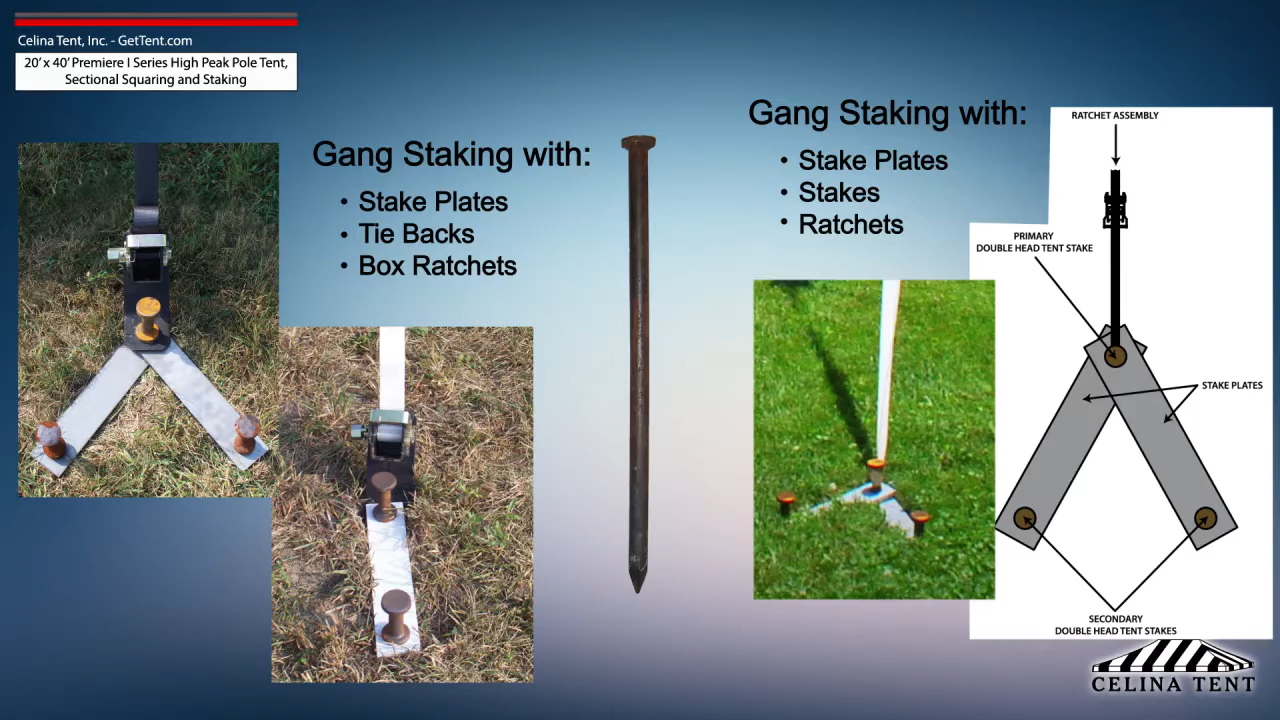 Celina Tent, Inc. - GetTent.com
20’ x 40’ Premiere I Series High Peak Pole Tent,
Sectional Squaring and Staking
Gang Staking with:
• Stake Plates
• Tie Backs
• Box Ratchets
Gang Staking with:
• Stake Plates
• Stakes
• Ratchets
RATCHET ASSEMBLY
PRIMARY
DOUBLE HEAD TENT STAKE
STAKE PLATES
SECONDARY
DOUBLE HEAD TENT STAKES
CELINA TENT